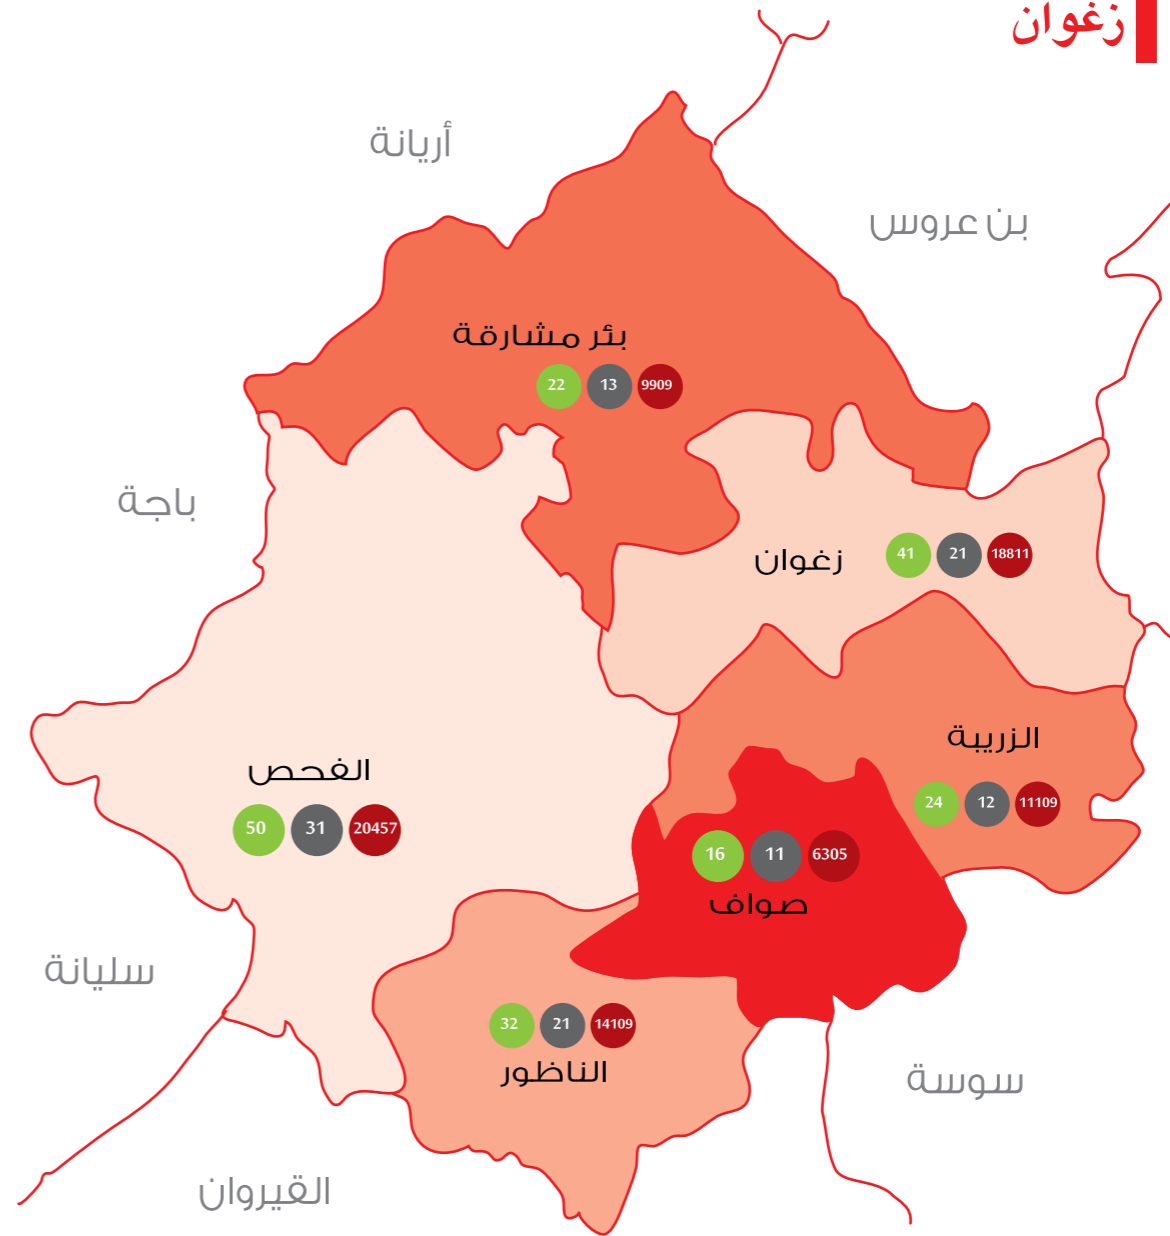 زغوان
أريانة
بن عروس
بئر مشارقة
22 13 9909
باجة
زغوان
41 21 18811
الزريبة
24 12 11109
الفحص
50 31 20457
16 11 6305
صواف
سليانة
32 21 14109
الناظور
سوسة
القيروان